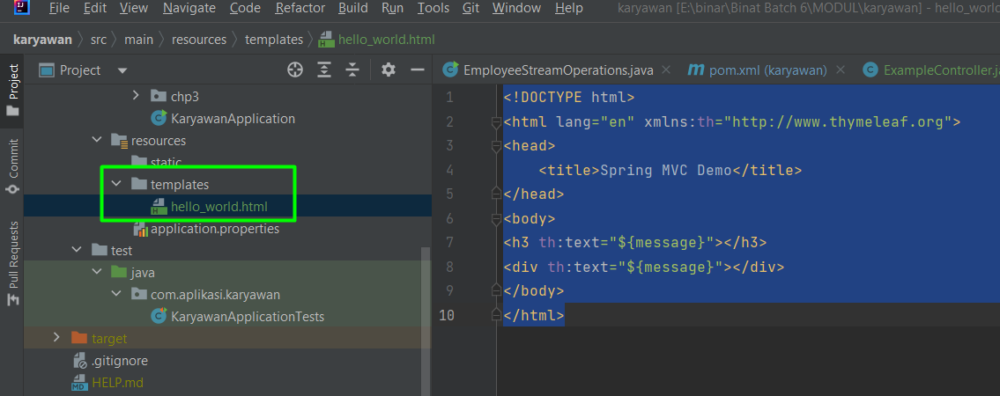 IJ File Edit View Navigate Code Refactor Build Run Tools Git Window Help karyawan [E:\binar\Binat Batch 6\MODUL\karyawan] - hello_world
karyawan src main resources templates hello_world.html
Project
EmployeeStreamOperations.java
pom.xml (karyawan)
ExampleController.ja
Project
Commit
Pull Requests
chp3
KaryawanApplication
resources
static
templates
hello_world.html
application.properties
test
java
com.aplikasi.karyawan
KaryawanApplicationTests
target
.gitignore
HELP.md
1 <!DOCTYPE html>
2 <html lang="en" xmlns:th="http://www.thymeleaf.org">
3 <head>
4 <title>Spring MVC Demo</title>
5 </head>
6 <body>
7 <h3 th:text="${message}"></h3>
8 <div th:text="${message}"></div>
9 </body>
10 </html>